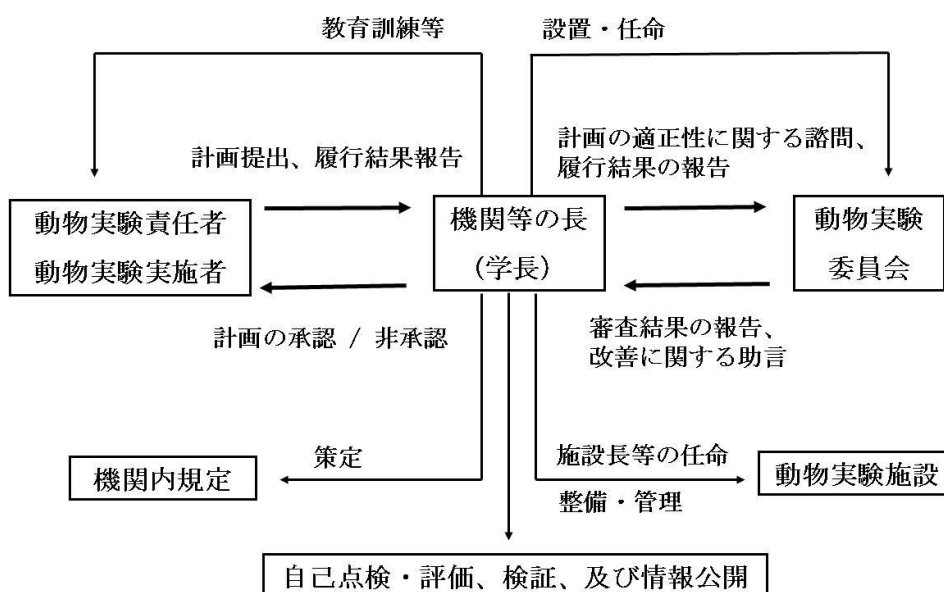 教育訓練等
設置・任命
計画提出、履行結果報告
計画の適正性に関する諮問、
履行結果の報告
動物実験責任者
動物実験実施者
機関等の長
(学長)
動物実験
委員会
計画の承認 / 非承認
審査結果の報告、
改善に関する助言
策定
機関内規定
施設長等の任命
整備・管理
動物実験施設
自己点検・評価、検証、及び情報公開